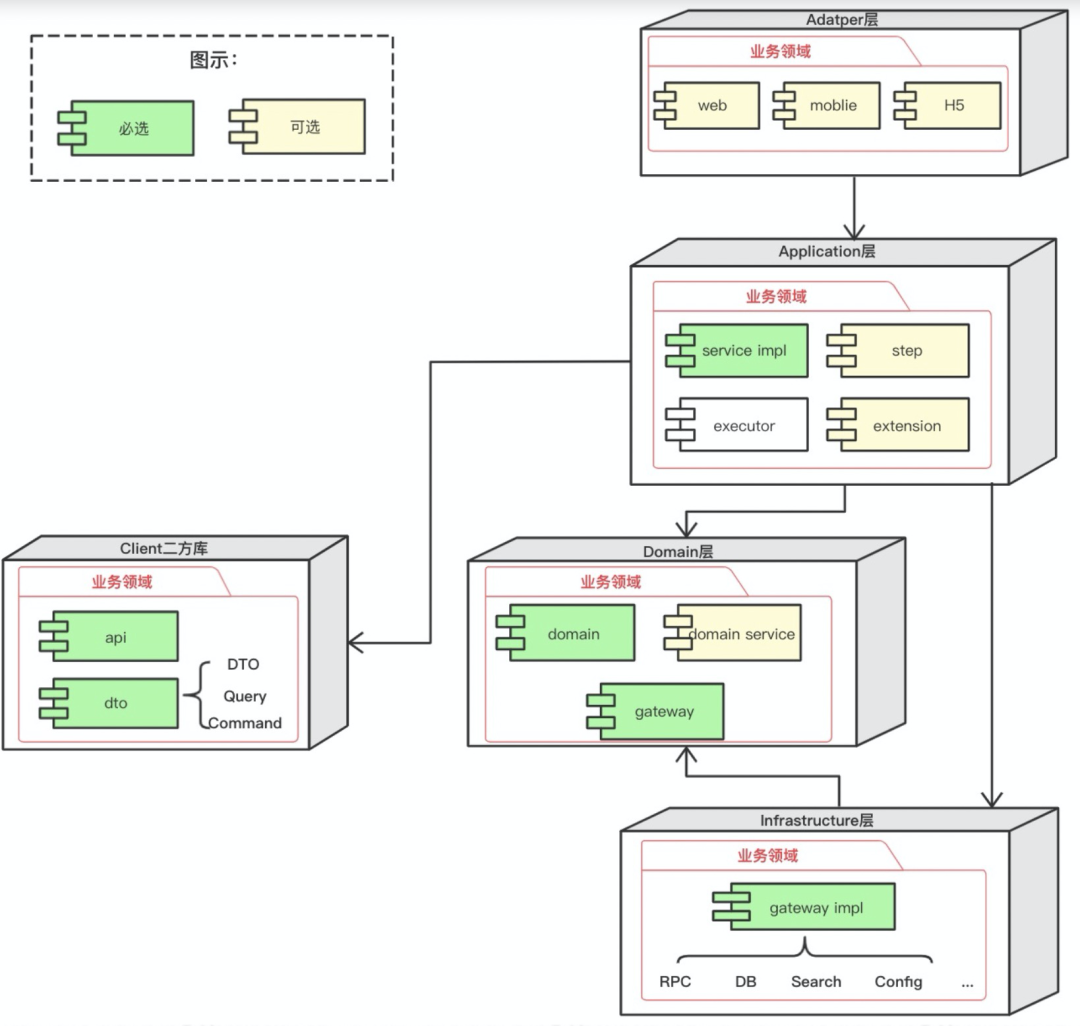 图示：
必选
可选
Adatper层
业务领域
web
moblie
H5
Application层
业务领域
service impl
step
executor
extension
Client二方库
业务领域
api
dto
DTO
Query
Command
Domain层
业务领域
domain
domain service
gateway
Infrastructure层
业务领域
gateway impl
RPC DB Search Config ...